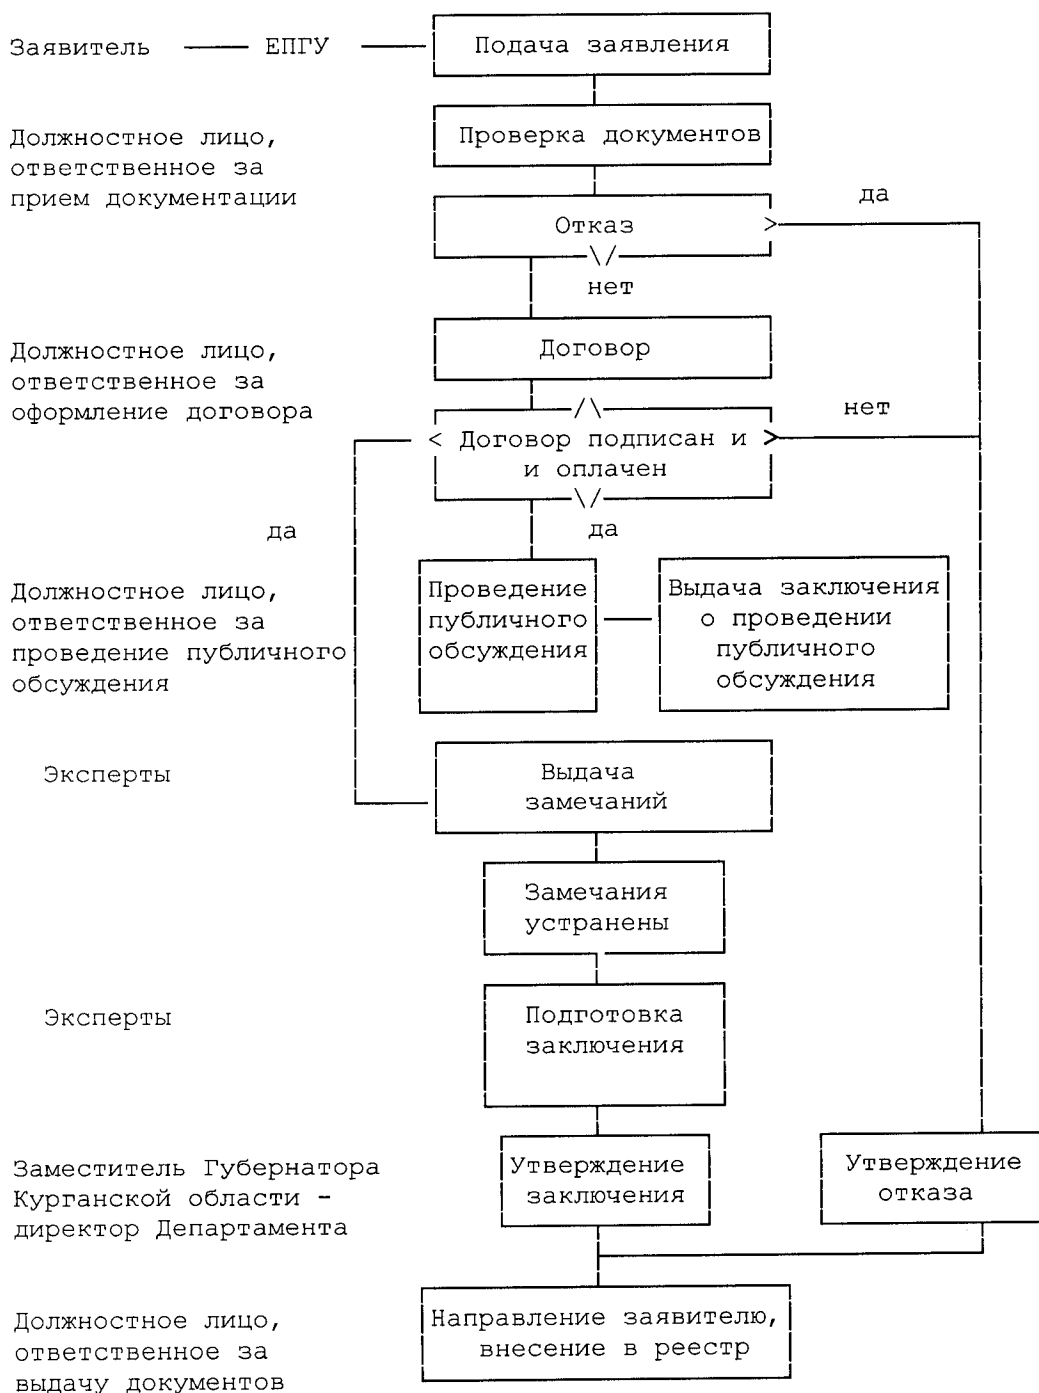 Заявитель ЕПГУ Подача заявления
Должностное лицо,
ответственное за
прием документации
Проверка документов
да
Отказ >
\/
нет
Должностное лицо,
ответственное за
оформление договора
Договор
/\
нет
< Договор подписан и >
и оплачен
\/
да
да
Должностное лицо,
ответственное за
проведение публичного
обсуждения
Проведение
публичного
обсуждения
Выдача заключения
о проведении
публичного
обсуждения
Эксперты
Выдача
замечаний
Замечания
устранены
Эксперты
Подготовка
заключения
Заместитель Губернатора
Курганской области -
директор Департамента
Утверждение
заключения
Утверждение
отказа
Должностное лицо,
ответственное за
выдачу документов
Направление заявителю,
внесение в реестр